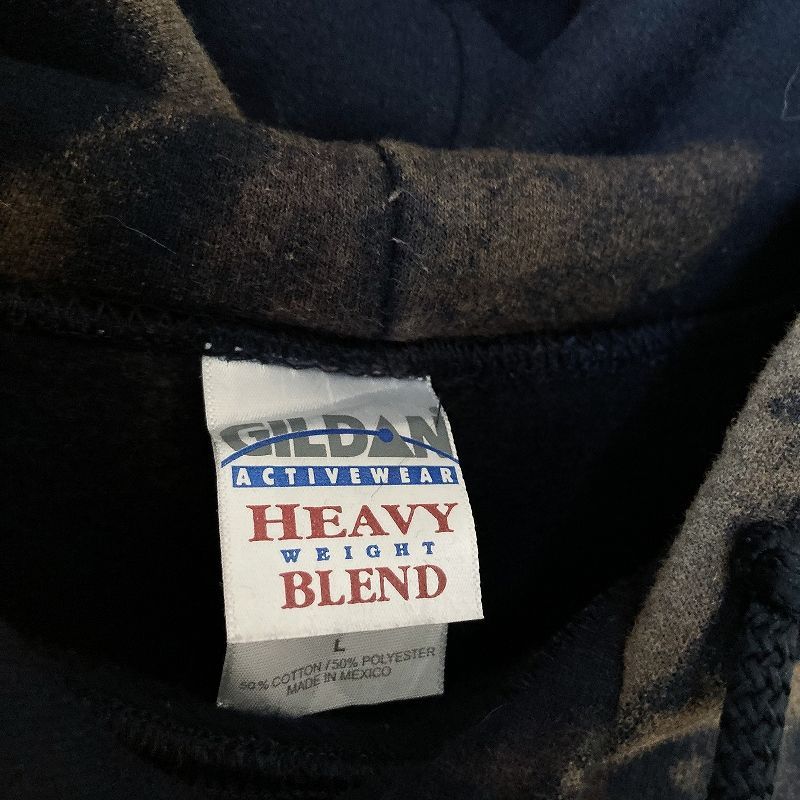 GILDAN
ACTIVEWEAR
HEAVY
WEIGHT
BLEND
L
50% COTTON / 50% POLYESTER
MADE IN MEXICO